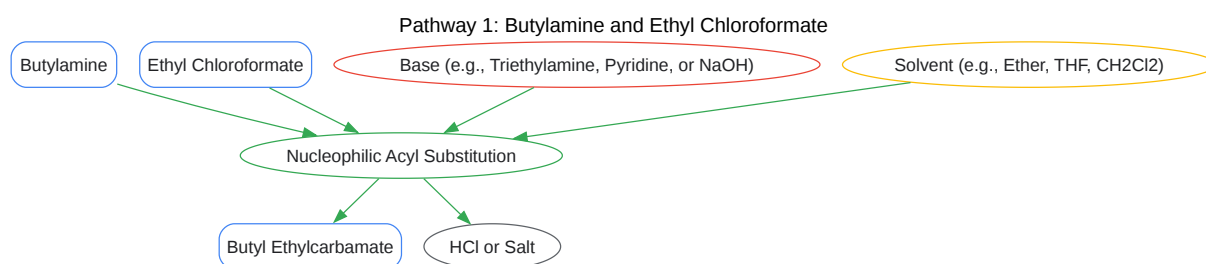 Pathway 1: Butylamine and Ethyl Chloroformate
Butylamine
Ethyl Chloroformate
Base (e.g., Triethylamine, Pyridine, or NaOH)
Solvent (e.g., Ether, THF, CH2Cl2)
Nucleophilic Acyl Substitution
Butyl Ethylcarbamate
HCl or Salt